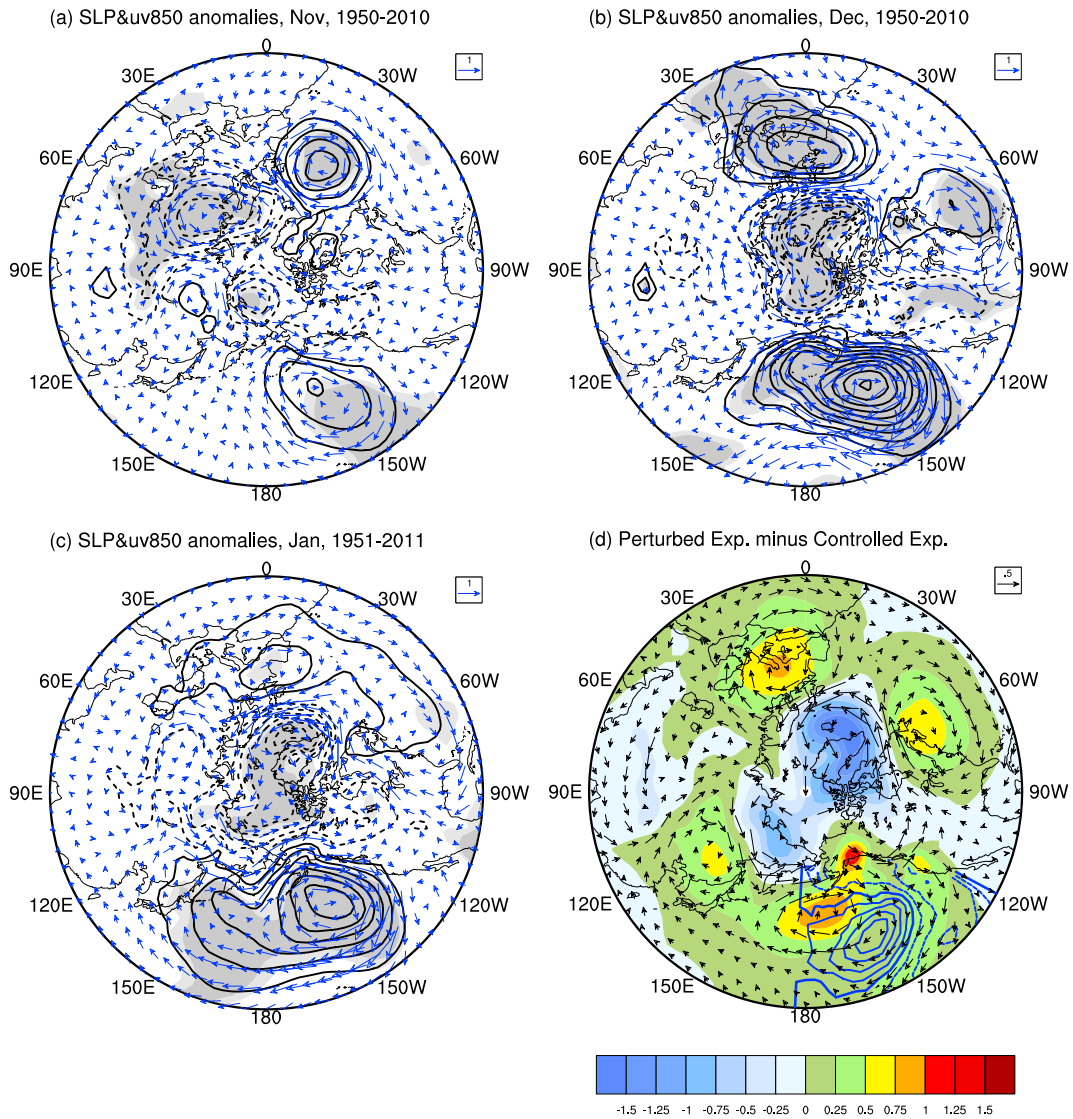 (a) SLP&uv850 anomalies, Nov, 1950-2010
0
30E
30W
1
60E
60W
90E
90W
120E
120W
150E
150W
180
(b) SLP&uv850 anomalies, Dec, 1950-2010
0
30E
30W
1
60E
60W
90E
90W
120E
120W
150E
150W
180
(c) SLP&uv850 anomalies, Jan, 1951-2011
0
30E
30W
1
60E
60W
90E
90W
120E
120W
150E
150W
180
(d) Perturbed Exp. minus Controlled Exp.
0
30E
30W
.5
60E
60W
90E
90W
120E
120W
150E
150W
180
-1.5 -1.25 -1 -0.75 -0.5 -0.25 0 0.25 0.5 0.75 1 1.25 1.5